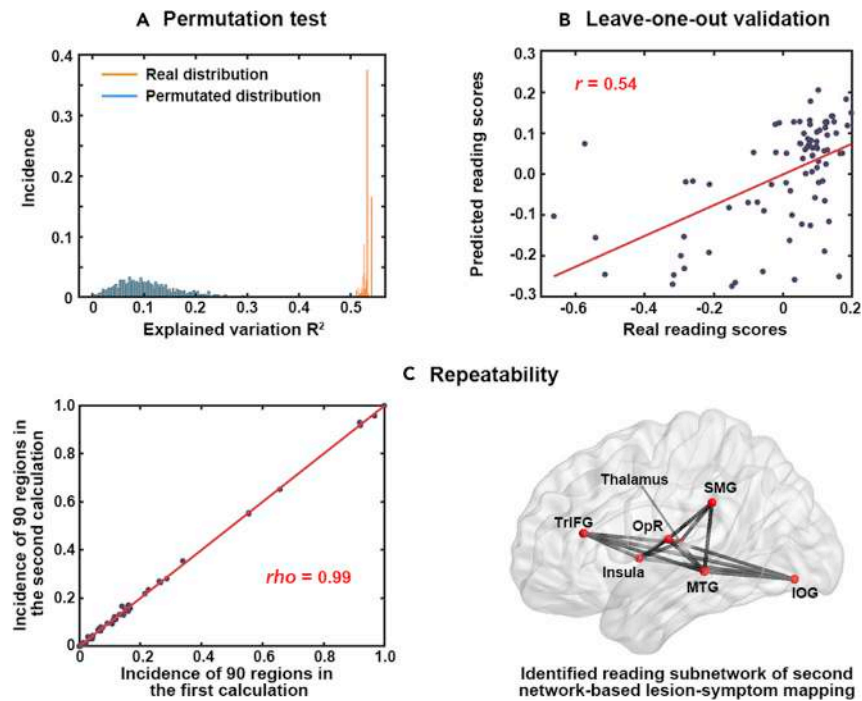 A Permutation test
0.4
0.3
0.2
0.1
0
Incidence
Real distribution
Permutated distribution
0 0.1 0.2 0.3 0.4 0.5
Explained variation R²
B Leave-one-out validation
0.3
0.2
0.1
0.0
-0.1
-0.2
-0.3
Predicted reading scores
r = 0.54
-0.6 -0.4 -0.2 0 0.2
Real reading scores
C Repeatability
1.0
0.8
0.6
0.4
0.2
0
Incidence of 90 regions in
the second calculation
rho = 0.99
0 0.2 0.4 0.6 0.8 1.0
Incidence of 90 regions in
the first calculation
Thalamus
SMG
TrIFG
OpR
Insula
MTG
IOG
Identified reading subnetwork of second
network-based lesion-symptom mapping